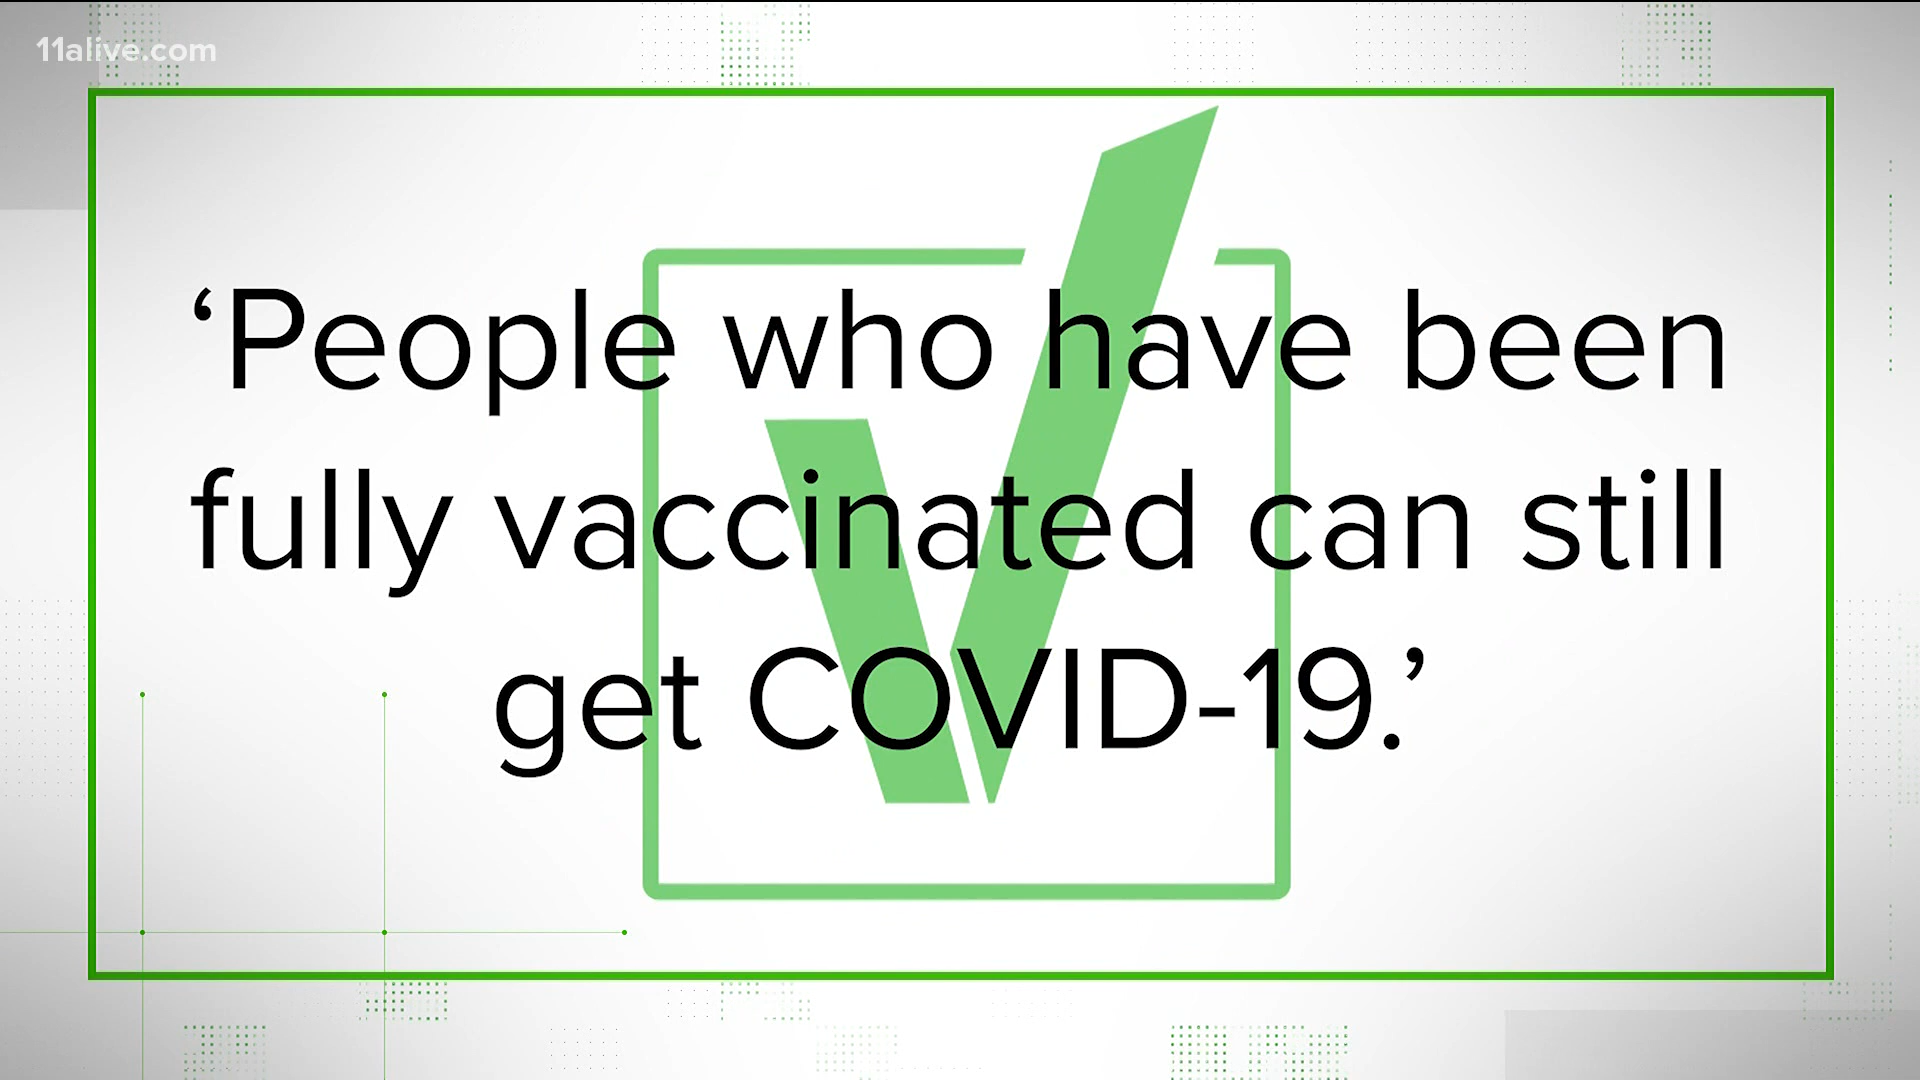 11alive.com
‘People who have been
fully vaccinated can still
get COVID-19.’